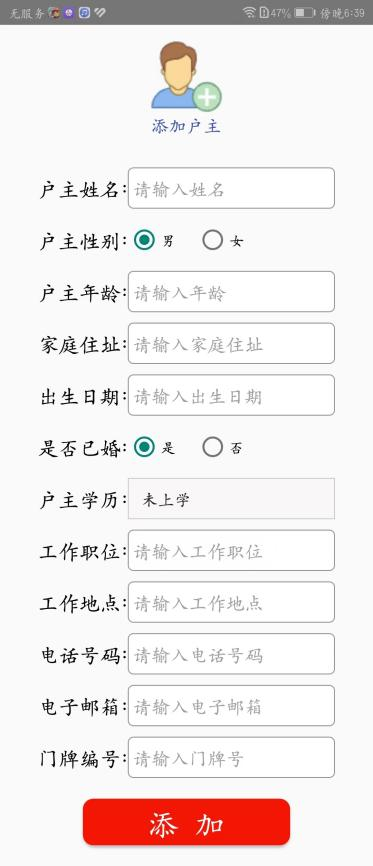 无服务 47% 傍晚6:39
添加户主
户主姓名: 请输入姓名
户主性别: 男 女
户主年龄: 请输入年龄
家庭住址: 请输入家庭住址
出生日期: 请输入出生日期
是否已婚: 是 否
户主学历: 未上学
工作职位: 请输入工作职位
工作地点: 请输入工作地点
电话号码: 请输入电话号码
电子邮箱: 请输入电子邮箱
门牌编号: 请输入门牌号
添 加